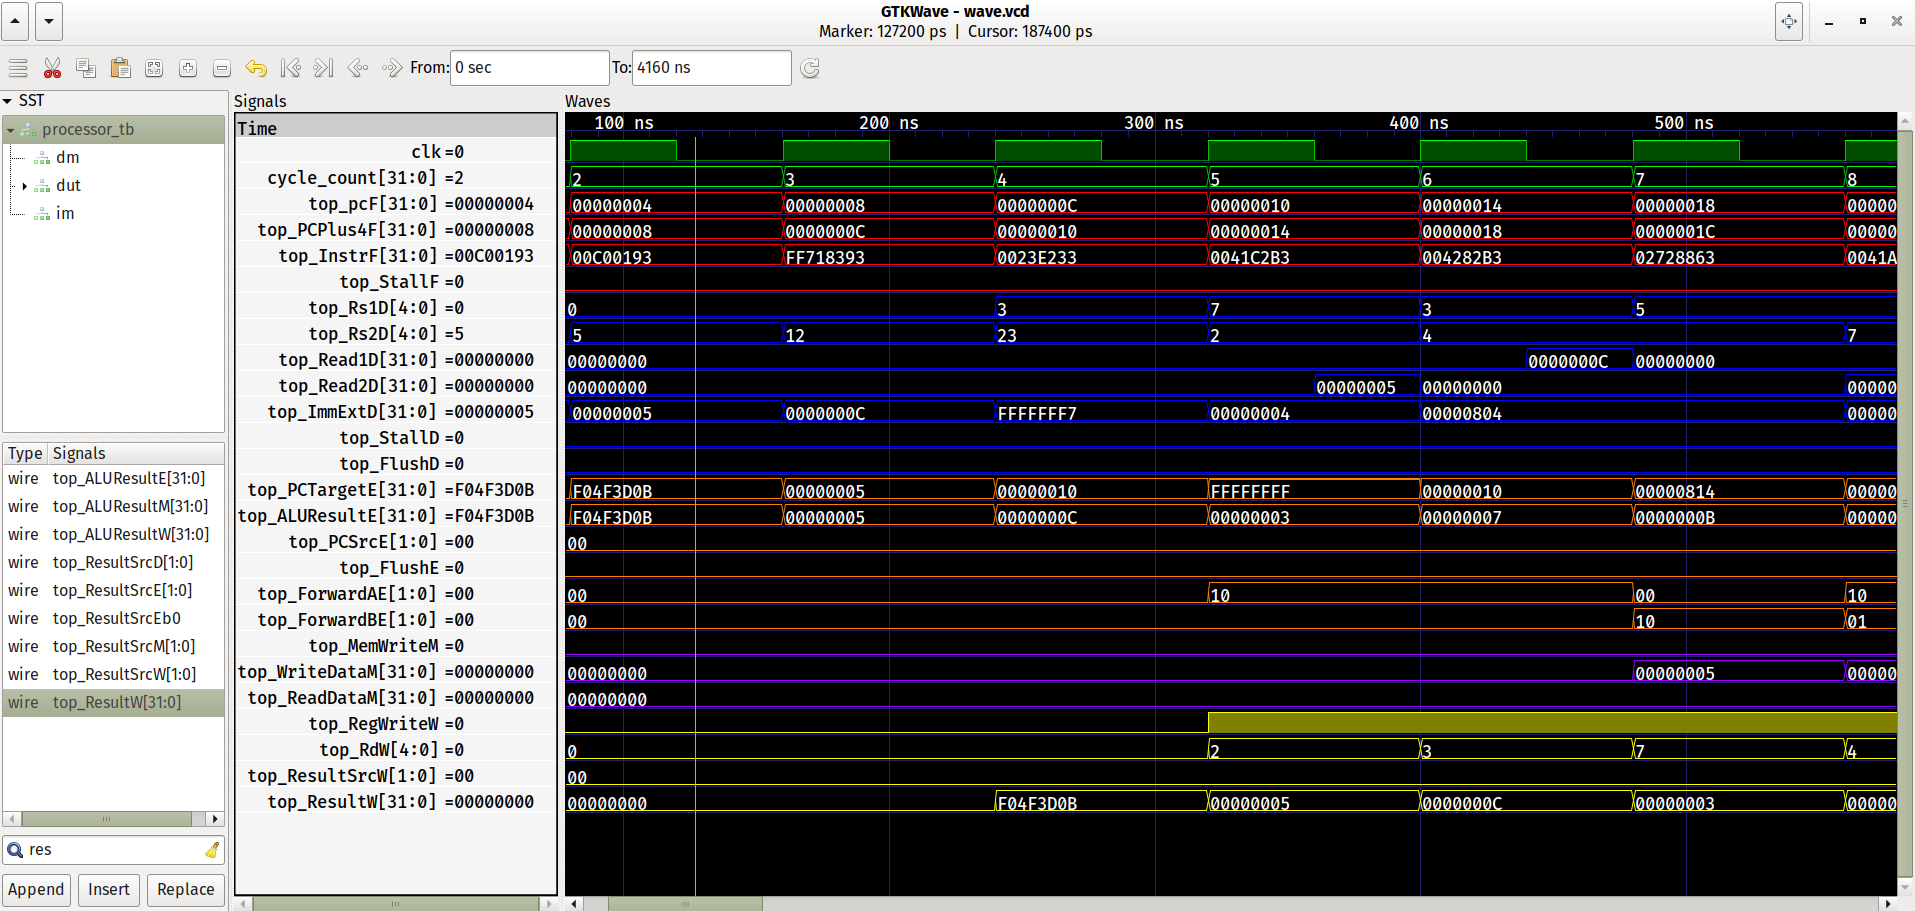 GTKWave - wave.vcd
Marker: 127200 ps | Cursor: 187400 ps
From: 0 sec To: 4160 ns
SST
processor_tb
dm
dut
im
Type Signals
wire top_ALUResultE[31:0]
wire top_ALUResultM[31:0]
wire top_ALUResultW[31:0]
wire top_ResultSrcD[1:0]
wire top_ResultSrcE[1:0]
wire top_ResultSrcEb0
wire top_ResultSrcM[1:0]
wire top_ResultSrcW[1:0]
wire top_ResultW[31:0]
res
Append Insert Replace
Signals
Time
clk =0
cycle_count[31:0] =2
top_pcF[31:0] =00000004
top_PCPlus4F[31:0] =00000008
top_InstrF[31:0] =00C00193
top_StallF =0
top_Rs1D[4:0] =0
top_Rs2D[4:0] =5
top_Read1D[31:0] =00000000
top_Read2D[31:0] =00000000
top_ImmExtD[31:0] =00000005
top_StallD =0
top_FlushD =0
top_PCTargetE[31:0] =F04F3D0B
top_ALUResultE[31:0] =F04F3D0B
top_PCSrcE[1:0] =00
top_FlushE =0
top_ForwardAE[1:0] =00
top_ForwardBE[1:0] =00
top_MemWriteM =0
top_WriteDataM[31:0] =00000000
top_ReadDataM[31:0] =00000000
top_RegWriteW =0
top_RdW[4:0] =0
top_ResultSrcW[1:0] =00
top_ResultW[31:0] =00000000
Waves
100 ns 200 ns 300 ns 400 ns 500 ns
2 3 4 5 6 7 8
00000004 00000008 0000000C 00000010 00000014 00000018 00000
00000008 0000000C 00000010 00000014 00000018 0000001C 00000
00C00193 FF718393 0023E233 0041C2B3 004282B3 02728863 0041A
0 3 7 3 5
5 12 23 2 4 7
00000000 0000000C 00000000
00000000 00000005 00000000 00000
00000005 0000000C FFFFFFF7 00000004 00000804 00000
F04F3D0B 00000005 00000010 FFFFFFFF 00000010 00000814 00000
F04F3D0B 00000005 0000000C 00000003 00000007 0000000B 00000
00
00 10 00 10
00 10 01
00000000 00000005 00000
00000000
0 2 3 7 4
00
00000000 F04F3D0B 00000005 0000000C 00000003 00000